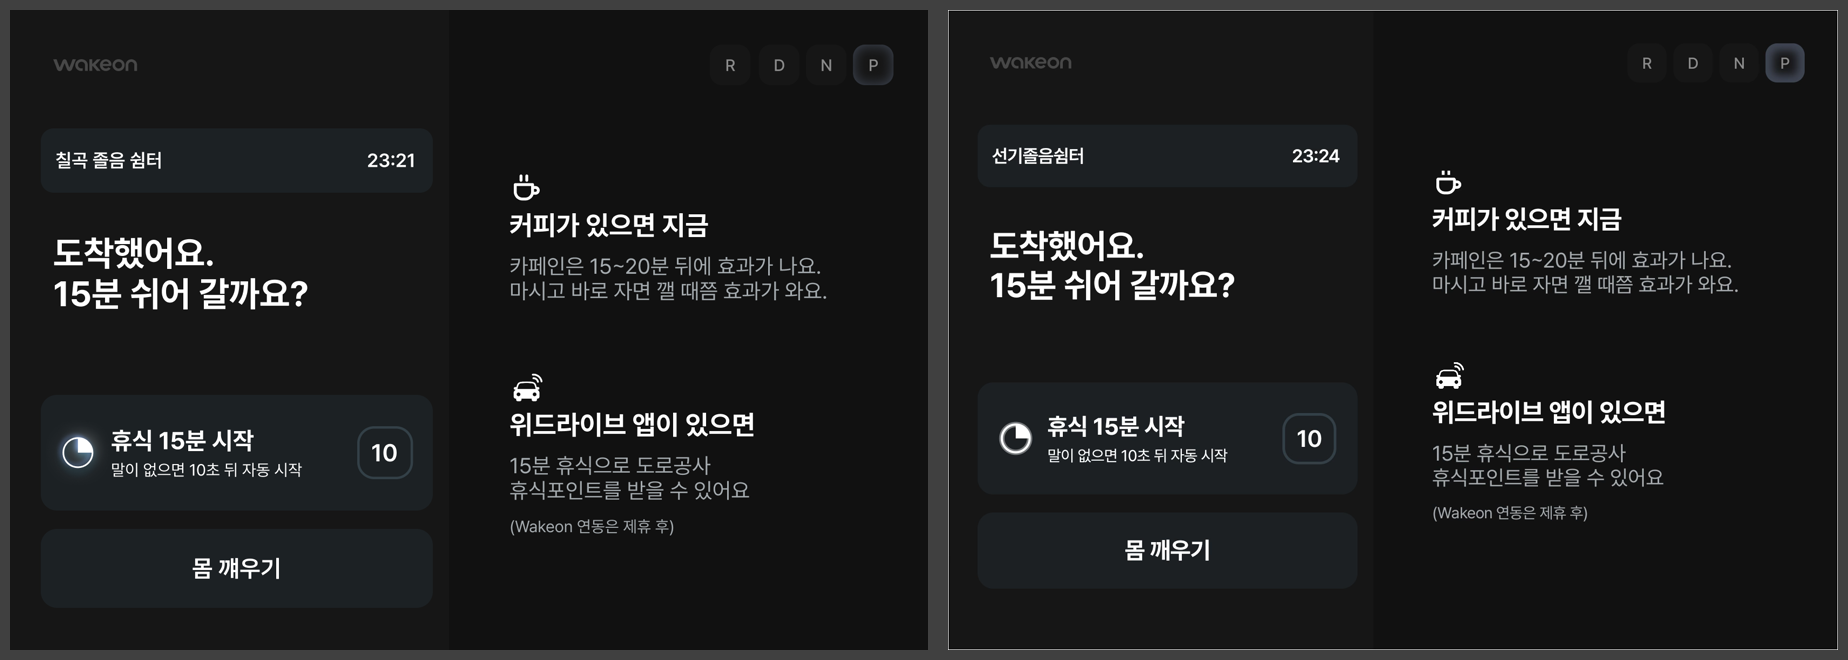 wakeon
R D N P
칠곡 졸음 쉼터 23:21
도착했어요.
15분 쉬어 갈까요?
휴식 15분 시작
말이 없으면 10초 뒤 자동 시작
10
몸 깨우기
커피가 있으면 지금
카페인은 15~20분 뒤에 효과가 나요.
마시고 바로 자면 깰 때쯤 효과가 와요.
위드라이브 앱이 있으면
15분 휴식으로 도로공사
휴식포인트를 받을 수 있어요
(Wakeon 연동은 제휴 후)
wakeon
R D N P
선기졸음쉼터 23:24
도착했어요.
15분 쉬어 갈까요?
휴식 15분 시작
말이 없으면 10초 뒤 자동 시작
10
몸 깨우기
커피가 있으면 지금
카페인은 15~20분 뒤에 효과가 나요.
마시고 바로 자면 깰 때쯤 효과가 와요.
위드라이브 앱이 있으면
15분 휴식으로 도로공사
휴식포인트를 받을 수 있어요
(Wakeon 연동은 제휴 후)